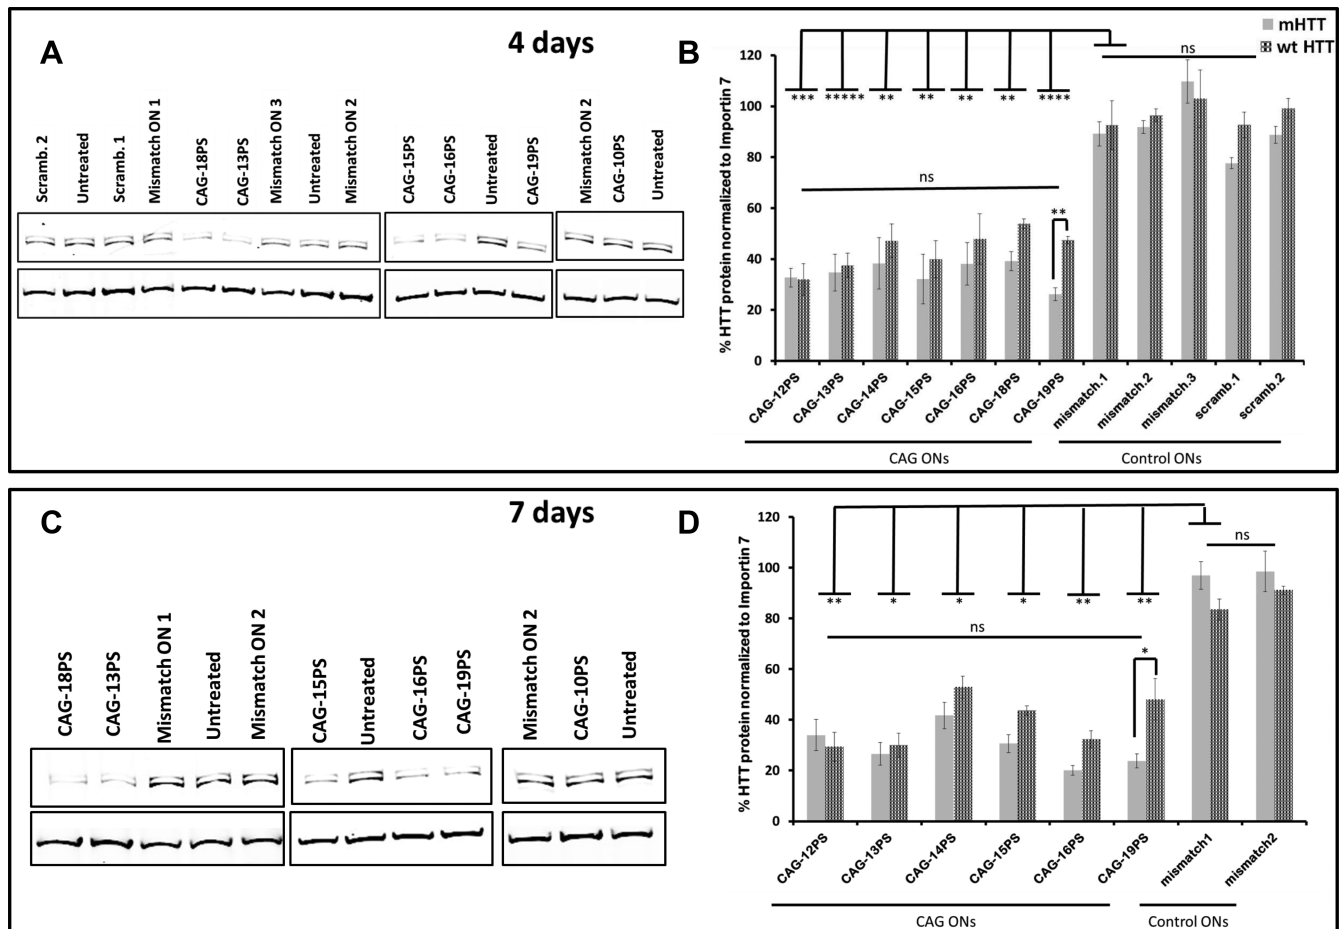 A
4 days
Scramb. 2
Untreated
Scramb. 1
Mismatch ON 1
CAG-18PS
CAG-13PS
Mismatch ON 3
Untreated
Mismatch ON 2
CAG-15PS
CAG-16PS
Untreated
CAG-19PS
Mismatch ON 2
CAG-10PS
Untreated
B
mHTT
wt HTT
% HTT protein normalized to Importin 7
120
100
80
60
40
20
0
ns
*** ***** ** ** ** ** ****
ns
**
CAG-12PS
CAG-13PS
CAG-14PS
CAG-15PS
CAG-16PS
CAG-18PS
CAG-19PS
mismatch.1
mismatch.2
mismatch.3
scramb.1
scramb.2
CAG ONs
Control ONs
C
7 days
CAG-18PS
CAG-13PS
Mismatch ON 1
Untreated
Mismatch ON 2
CAG-15PS
Untreated
CAG-16PS
CAG-19PS
Mismatch ON 2
CAG-10PS
Untreated
D
% HTT protein normalized to Importin 7
120
100
80
60
40
20
0
ns
** * * * ** **
ns
*
CAG-12PS
CAG-13PS
CAG-14PS
CAG-15PS
CAG-16PS
CAG-19PS
mismatch1
mismatch2
CAG ONs
Control ONs